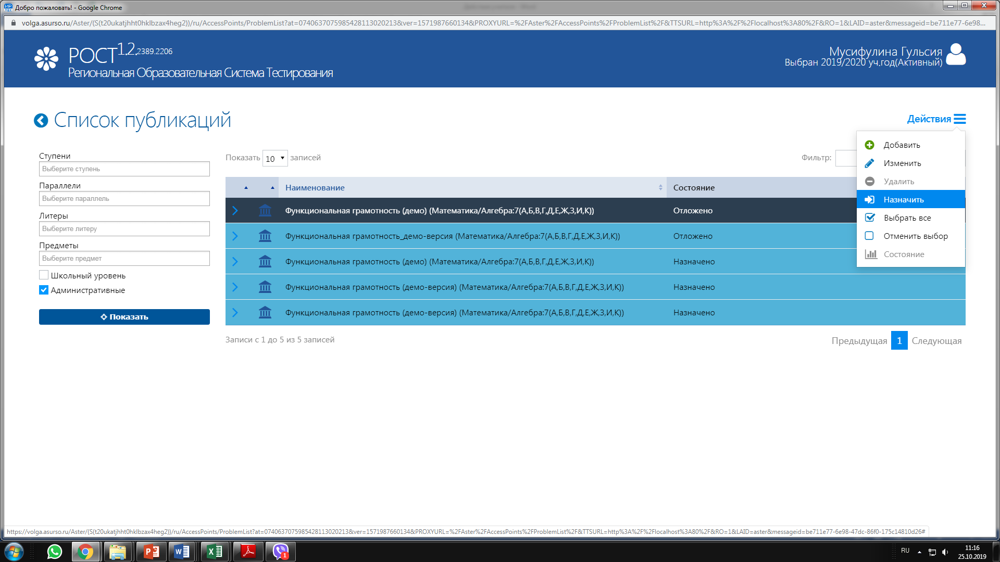 Добро пожаловать! - Google Chrome
volga.asurso.ru/Aster/(S(t20ukatjhht0hklbzax4heg2))/ru/AccessPoints/ProblemList?at=0740637075985428113020213&ver=1571987660134&PROXYURL=%2FAster%2FAccessPoints%2FProblemList%2F&TTSURL=http%3A%2F%2Flocalhost%3A80%2F&RO=1&LAID=aster&messageid=be711e77-6e98...
РОСТ1.2.2389.2206
Региональная Образовательная Система Тестирования
Мусифулина Гульсия
Выбран 2019/2020 уч.год(Активный)
Список публикаций
Действия
Добавить
Изменить
Удалить
Назначить
Выбрать все
Отменить выбор
Состояние
Ступени
Выберите ступень
Параллели
Выберите параллель
Литеры
Выберите литеру
Предметы
Выберите предмет
Школьный уровень
Административные
Показать
Показать 10 записей
Фильтр:
Наименование Состояние
Функциональная грамотность (демо) (Математика/Алгебра:7(А,Б,В,Г,Д,Е,Ж,З,И,К)) Отложено
Функциональная грамотность_демо-версия (Математика/Алгебра:7(А,Б,В,Г,Д,Е,Ж,З,И,К)) Отложено
Функциональная грамотность (демо) (Математика/Алгебра:7(А,Б,В,Г,Д,Е,Ж,З,И,К)) Назначено
Функциональная грамотность (демо-версия) (Математика/Алгебра:7(А,Б,В,Г,Д,Е,Ж,З,И,К)) Назначено
Функциональная грамотность (демо-версия) (Математика/Алгебра:7(А,Б,В,Г,Д,Е,Ж,З,И,К)) Назначено
Записи с 1 до 5 из 5 записей
Предыдущая 1 Следующая
https://volga.asurso.ru/Aster/(S(t20ukatjhht0hklbzax4heg2))/ru/AccessPoints/ProblemList?at=0740637075985428113020213&ver=1571987660134&PROXYURL=%2FAster%2FAccessPoints%2FProblemList%2F&TTSURL=http%3A%2F%2Flocalhost%3A80%2F&RO=1&LAID=aster&messageid=be711e77-6e98-47dc-86f0-175c14810d26#
1
RU
11:16
25.10.2019